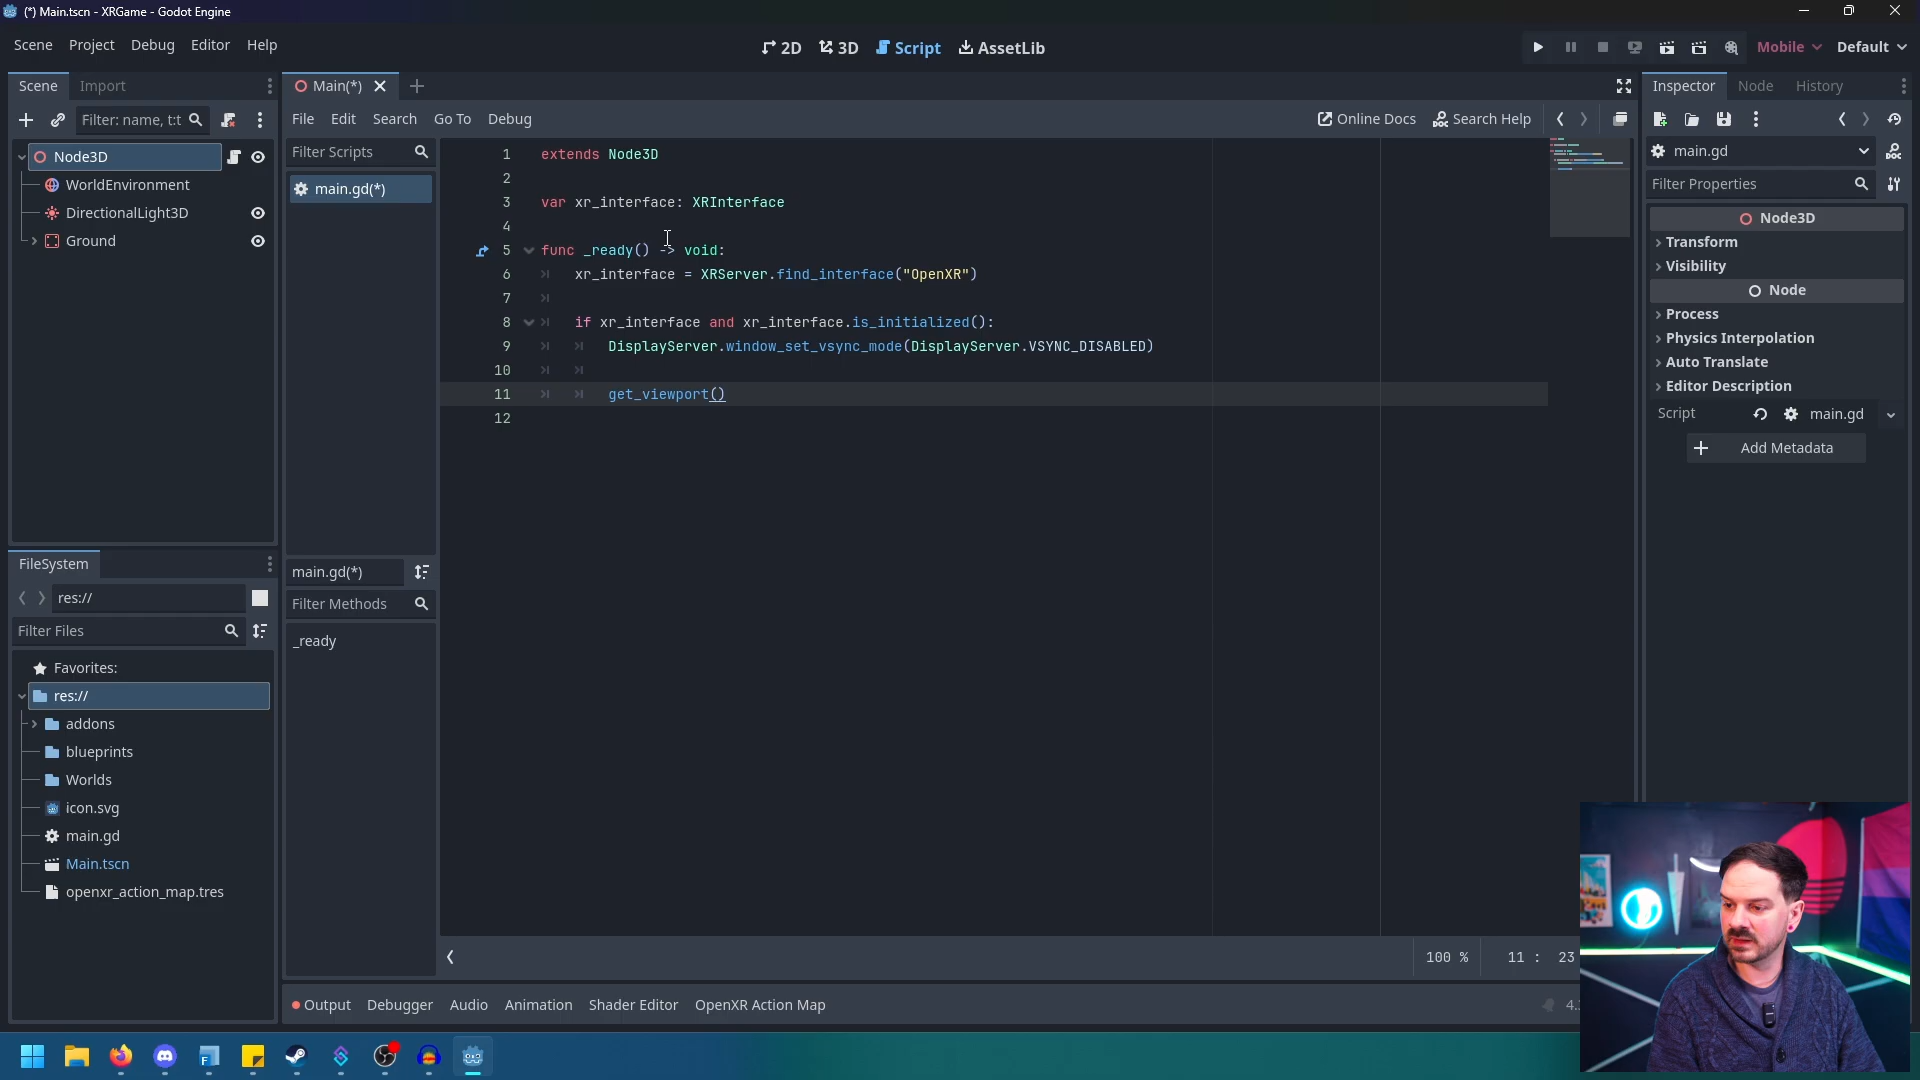 (*) Main.tscn - XRGame - Godot Engine
Scene Project Debug Editor Help
2D 3D Script AssetLib
Mobile Default
Scene Import
Filter: name, t:t
Node3D
WorldEnvironment
DirectionalLight3D
Ground
FileSystem
res://
Filter Files
Favorites:
res://
addons
blueprints
Worlds
icon.svg
main.gd
Main.tscn
openxr_action_map.tres
Main(*)
File Edit Search Go To Debug
Online Docs Search Help
Filter Scripts
main.gd(*)
main.gd(*)
Filter Methods
_ready
1 extends Node3D
2
3 var xr_interface: XRInterface
4
5 func _ready() -> void:
6 xr_interface = XRServer.find_interface("OpenXR")
7
8 if xr_interface and xr_interface.is_initialized():
9 DisplayServer.window_set_vsync_mode(DisplayServer.VSYNC_DISABLED)
10
11 get_viewport()
12
100 % 11 : 23
Output Debugger Audio Animation Shader Editor OpenXR Action Map
4.
Inspector Node History
main.gd
Filter Properties
Node3D
Transform
Visibility
Node
Process
Physics Interpolation
Auto Translate
Editor Description
Script main.gd
Add Metadata